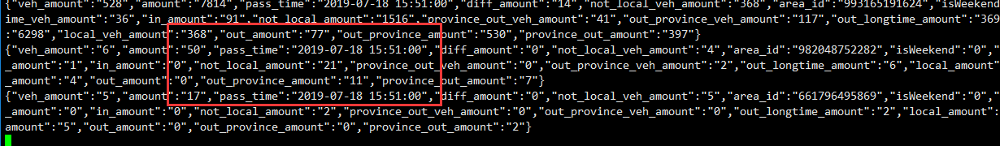 {"veh_amount":"528","amount":"7814","pass_time":"2019-07-18 15:51:00","diff_amount":"14","not_local_veh_amount":"368","area_id":"993165191624","isWeekend":"0"
ime_veh_amount":"36","in_amount":"91","not_local_amount":"1516","province_out_veh_amount":"41","out_province_veh_amount":"117","out_longtime_amount":"369
:"6298","local_veh_amount":"368","out_amount":"77","out_province_amount":"530","province_out_amount":"397"}
{"veh_amount":"6","amount":"50","pass_time":"2019-07-18 15:51:00","diff_amount":"0","not_local_veh_amount":"4","area_id":"982048752282","isWeekend":"0",
_amount":"1","in_amount":"0","not_local_amount":"21","province_out_veh_amount":"0","out_province_veh_amount":"2","out_longtime_amount":"6","local_amount"
_amount":"4","out_amount":"0","out_province_amount":"11","province_out_amount":"7"}
{"veh_amount":"5","amount":"17","pass_time":"2019-07-18 15:51:00","diff_amount":"0","not_local_veh_amount":"5","area_id":"661796495869","isWeekend":"0",
_amount":"0","in_amount":"0","not_local_amount":"2","province_out_veh_amount":"0","out_province_veh_amount":"0","out_longtime_amount":"2","local_amount":
amount":"5","out_amount":"0","out_province_amount":"0","province_out_amount":"2"}